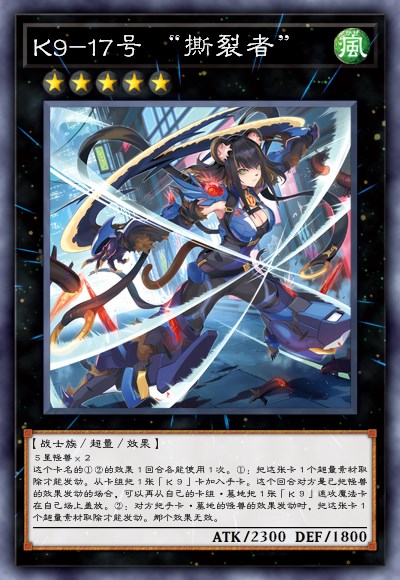 K9-17号 “撕裂者”
風
【战士族／超量／效果】
５星怪兽×２
这个卡名的①②的效果１回合各能使用１次。①：把这张卡１个超量素材取
除才能发动。从卡组把１张「Ｋ９」卡加入手卡。这个回合对方是已把怪兽
的效果发动的场合，可以再从自己的卡组・墓地把１张「Ｋ９」速攻魔法卡
在自己场上盖放。②：对方把手卡・墓地的怪兽的效果发动时，把这张卡１
个超量素材取除才能发动。那个效果无效。
ATK/2300 DEF/1800